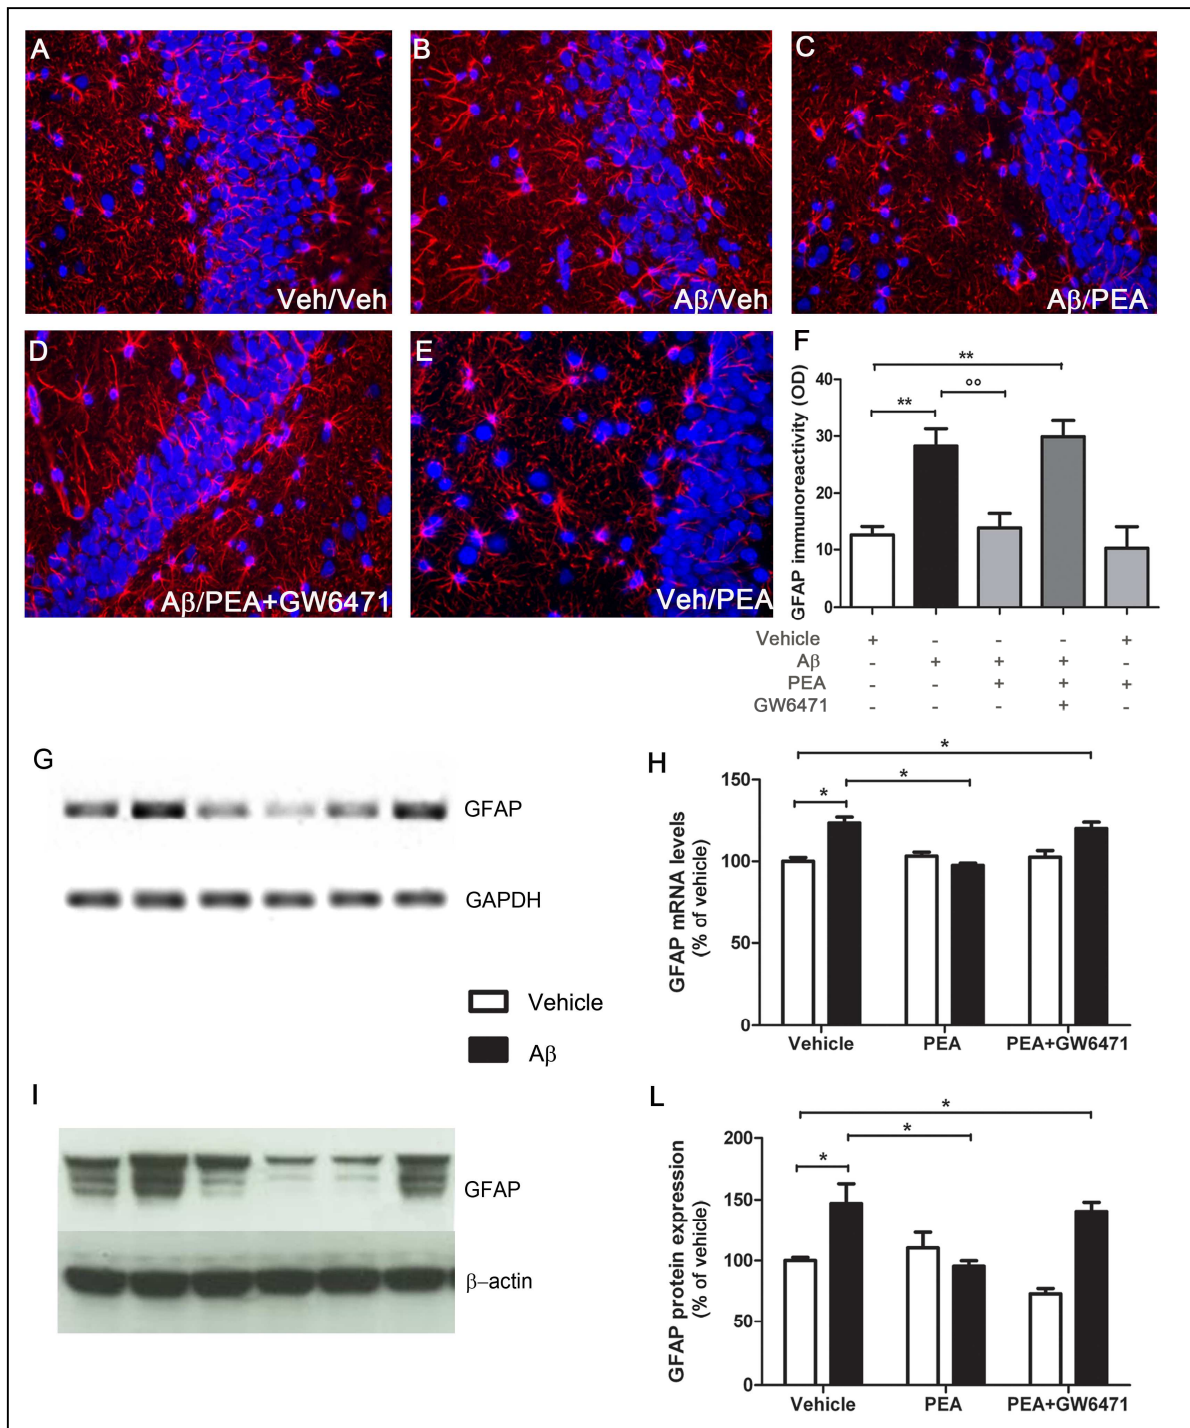 A
B
C
Veh/Veh
Aβ/Veh
Aβ/PEA
D
E
F
Aβ/PEA+GW6471
Veh/PEA
GFAP immunoreactivity (OD)
40
30
20
10
0
**
**
°°
Vehicle + - - - +
Aβ - + + + -
PEA - - + + +
GW6471 - - - + -
G
GFAP
GAPDH
H
GFAP mRNA levels
(% of vehicle)
150
100
50
0
*
*
*
Vehicle PEA PEA+GW6471
Vehicle
Aβ
I
GFAP
β-actin
L
GFAP protein expression
(% of vehicle)
200
150
100
50
0
*
*
*
Vehicle PEA PEA+GW6471